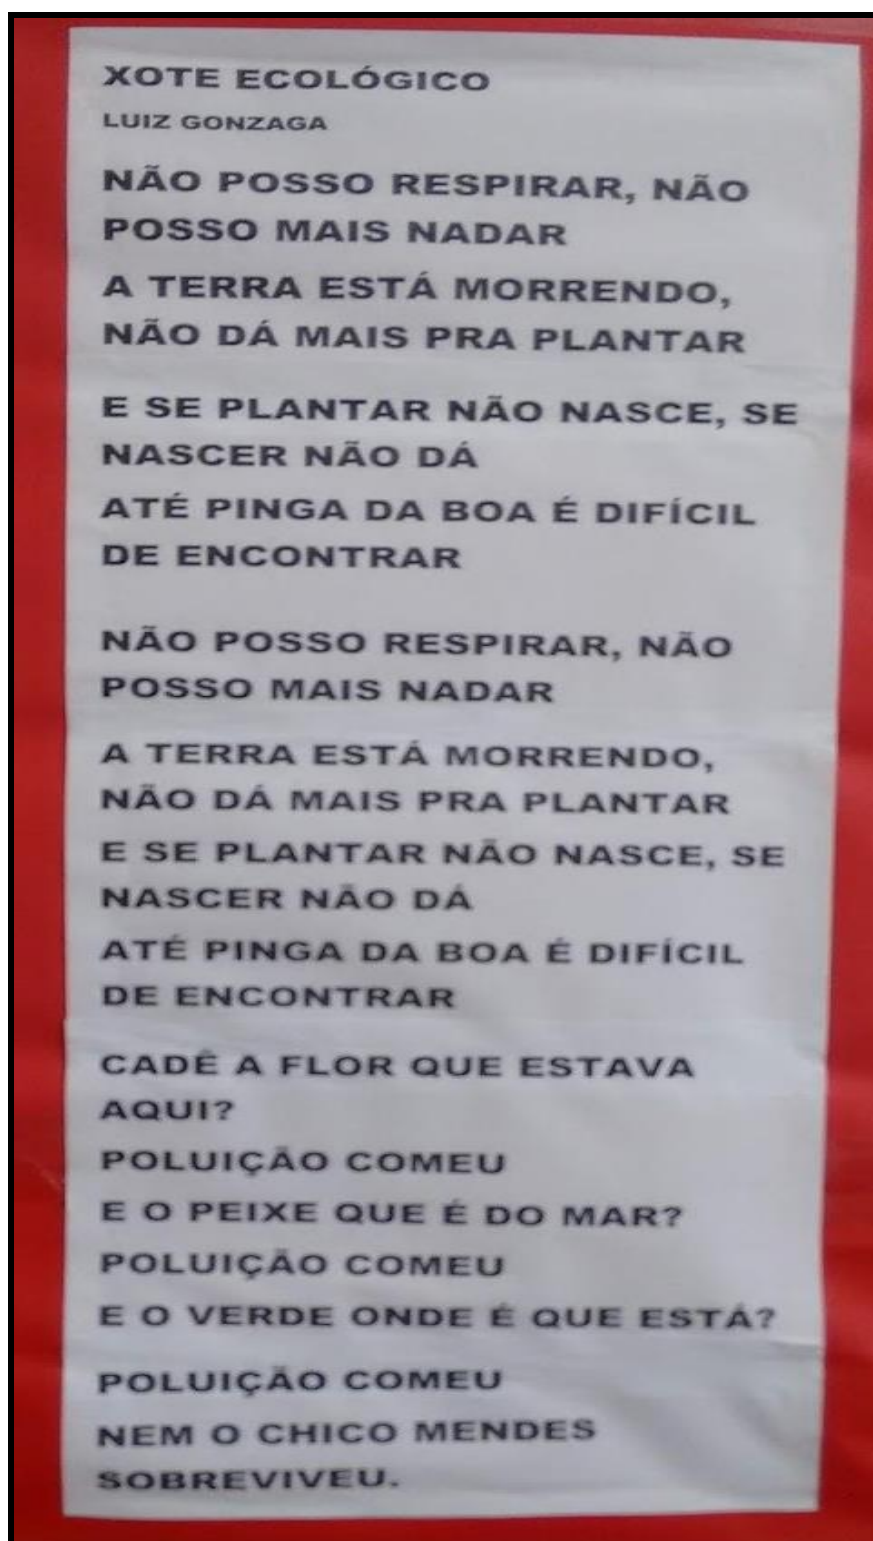 XOTE ECOLÓGICO
LUIZ GONZAGA
NÃO POSSO RESPIRAR, NÃO
POSSO MAIS NADAR
A TERRA ESTÁ MORRENDO,
NÃO DÁ MAIS PRA PLANTAR
E SE PLANTAR NÃO NASCE, SE
NASCER NÃO DÁ
ATÉ PINGA DA BOA É DIFÍCIL
DE ENCONTRAR
NÃO POSSO RESPIRAR, NÃO
POSSO MAIS NADAR
A TERRA ESTÁ MORRENDO,
NÃO DÁ MAIS PRA PLANTAR
E SE PLANTAR NÃO NASCE, SE
NASCER NÃO DÁ
ATÉ PINGA DA BOA É DIFÍCIL
DE ENCONTRAR
CADÊ A FLOR QUE ESTAVA
AQUI?
POLUIÇÃO COMEU
E O PEIXE QUE É DO MAR?
POLUIÇÃO COMEU
E O VERDE ONDE É QUE ESTÁ?
POLUIÇÃO COMEU
NEM O CHICO MENDES
SOBREVIVEU.